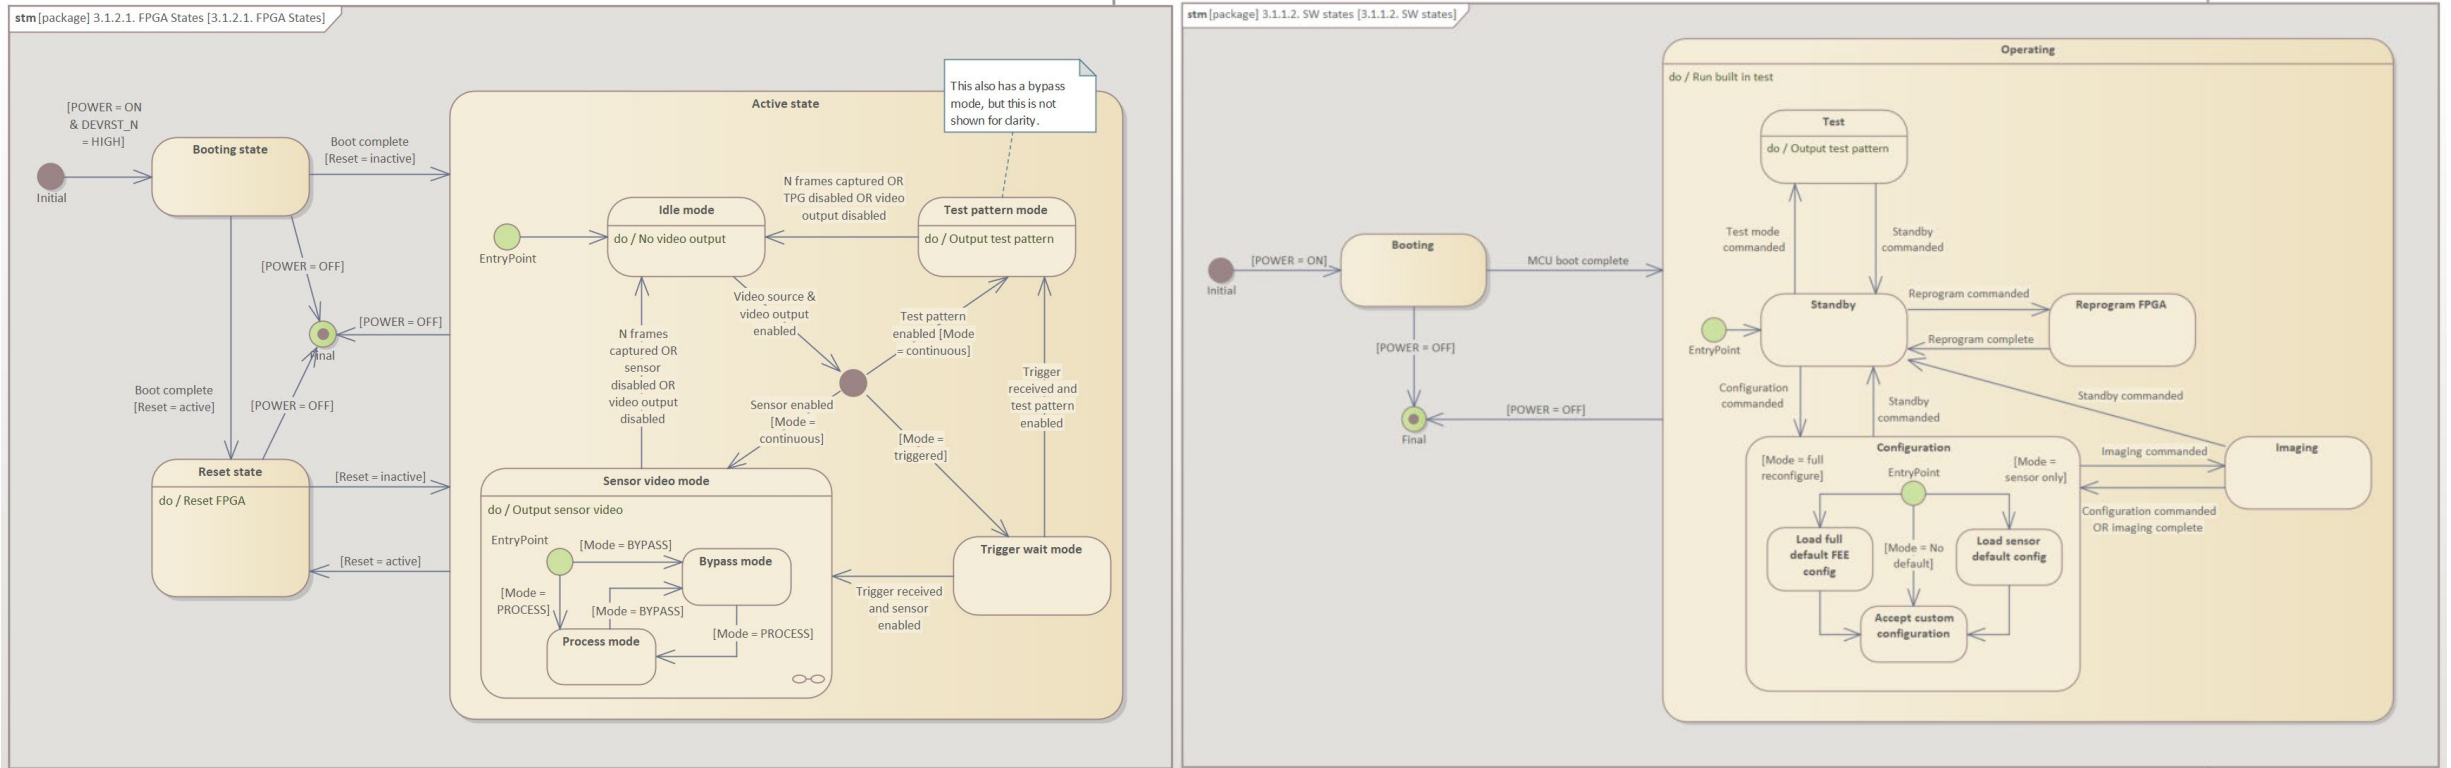 stm [package] 3.1.2.1. FPGA States [3.1.2.1. FPGA States]
[POWER = ON
& DEVRST_N
= HIGH]
Initial
Booting state
Boot complete
[Reset = inactive]
[POWER = OFF]
[POWER = OFF]
Final
Boot complete
[Reset = active]
[POWER = OFF]
Reset state
do / Reset FPGA
[Reset = inactive]
[Reset = active]
Active state
This also has a bypass
mode, but this is not
shown for clarity.
EntryPoint
Idle mode
do / No video output
N frames captured OR
TPG disabled OR video
output disabled
Test pattern mode
do / Output test pattern
Video source &
video output
enabled
Test pattern
enabled [Mode
= continuous]
N frames
captured OR
sensor
disabled OR
video output
disabled
Sensor enabled
[Mode =
continuous]
[Mode =
triggered]
Trigger
received and
test pattern
enabled
Sensor video mode
do / Output sensor video
EntryPoint
[Mode = BYPASS]
Bypass mode
[Mode =
PROCESS]
[Mode = BYPASS]
[Mode = PROCESS]
Process mode
Trigger wait mode
Trigger received
and sensor
enabled
stm [package] 3.1.1.2. SW states [3.1.1.2. SW states]
Initial
[POWER = ON]
Booting
MCU boot complete
[POWER = OFF]
[POWER = OFF]
Final
Operating
do / Run built in test
Test
do / Output test pattern
Test mode
commanded
Standby
commanded
EntryPoint
Standby
Reprogram commanded
Reprogram complete
Reprogram FPGA
Configuration
commanded
Standby
commanded
Standby commanded
Configuration
[Mode = full
reconfigure]
EntryPoint
[Mode =
sensor only]
Load full
default FEE
config
[Mode = No
default]
Load sensor
default config
Accept custom
configuration
Imaging commanded
Configuration commanded
OR imaging complete
Imaging